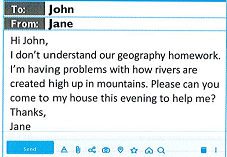 To: John
From: Jane
Hi John,
I don't understand our geography homework.
I'm having problems with how rivers are
created high up in mountains. Please can you
come to my house this evening to help me?
Thanks,
Jane
Send